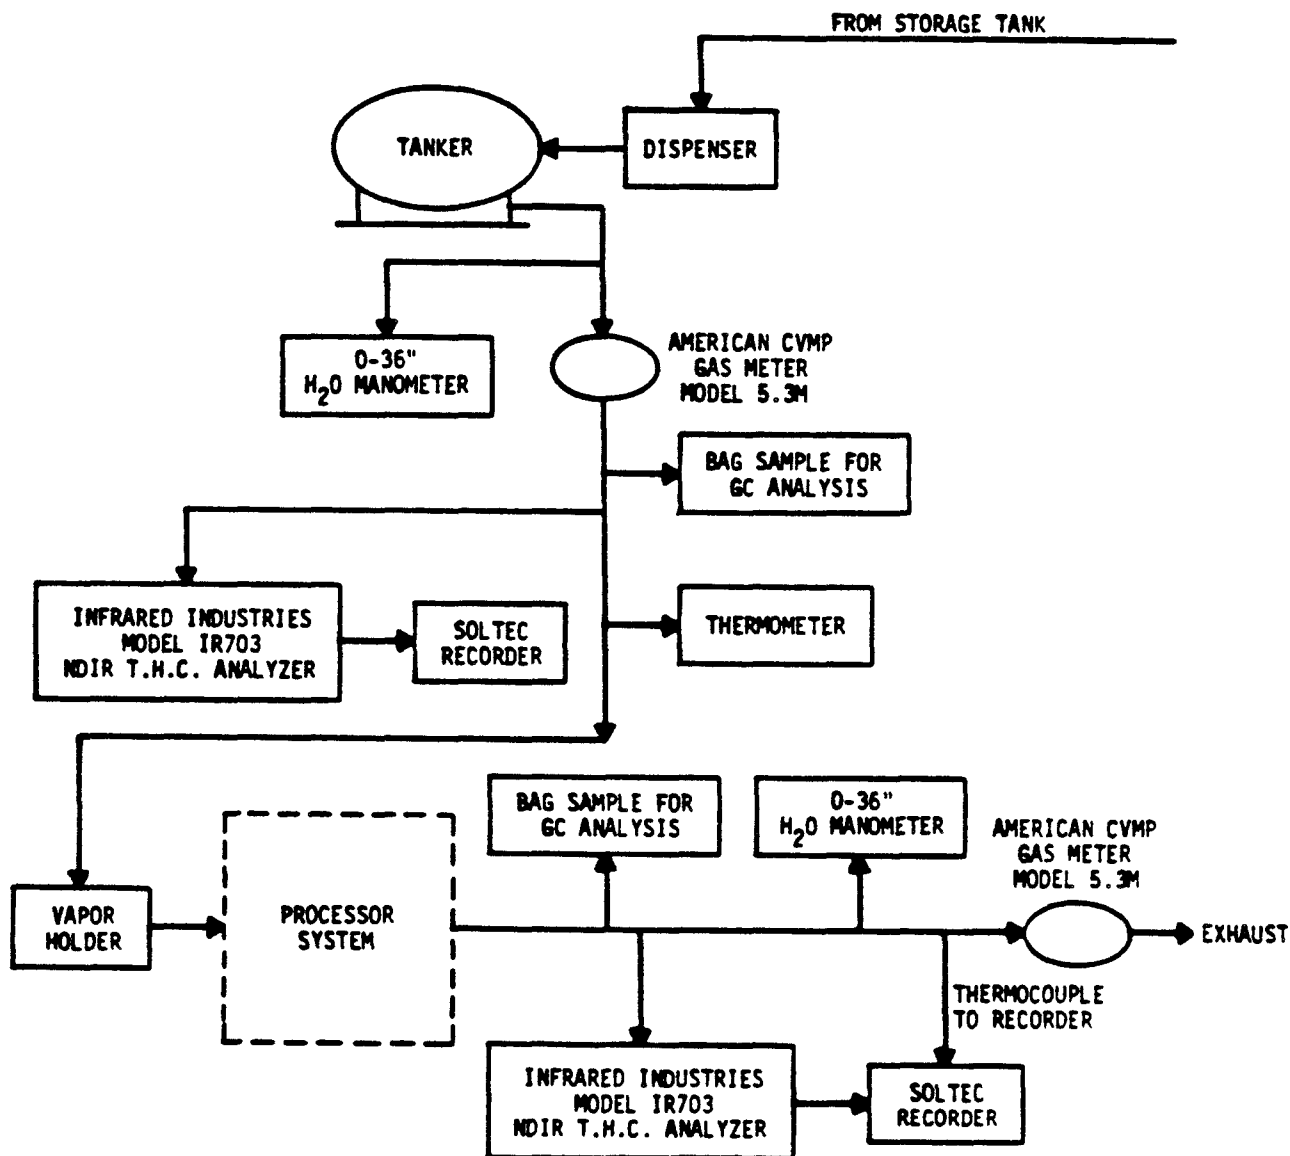 FROM STORAGE TANK
TANKER
DISPENSER
0-36"
H₂O MANOMETER
AMERICAN CVMP
GAS METER
MODEL 5.3M
BAG SAMPLE FOR
GC ANALYSIS
INFRARED INDUSTRIES
MODEL IR703
NDIR T.H.C. ANALYZER
SOLTEC
RECORDER
THERMOMETER
BAG SAMPLE FOR
GC ANALYSIS
0-36"
H₂O MANOMETER
AMERICAN CVMP
GAS METER
MODEL 5.3M
VAPOR
HOLDER
PROCESSOR
SYSTEM
EXHAUST
THERMOCOUPLE
TO RECORDER
INFRARED INDUSTRIES
MODEL IR703
NDIR T.H.C. ANALYZER
SOLTEC
RECORDER